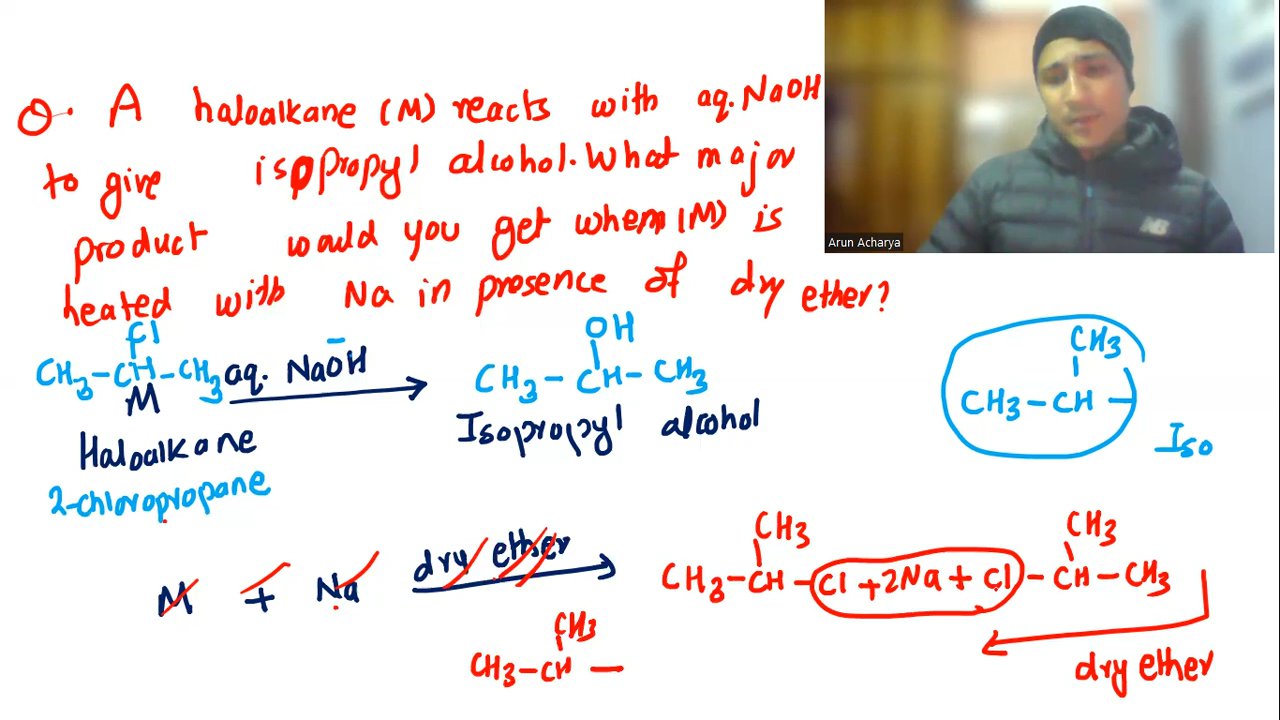 Q. A haloalkane (M) reacts with aq. NaOH
to give isopropyl alcohol. What major
product would you get when (M) is
heated with Na in presence of dry ether?
Arun Acharya
Cl
CH3-CH-CH3 aq. NaOH
M
Haloalkane
2-chloropropane
OH
CH3-CH-CH3
Isopropyl alcohol
CH3
CH3-CH-
Iso
M + Na dry ether
CH3 CH3
CH3-CH-Cl+2Na+Cl-CH-CH3
dry ether
CH3
CH3-CH-